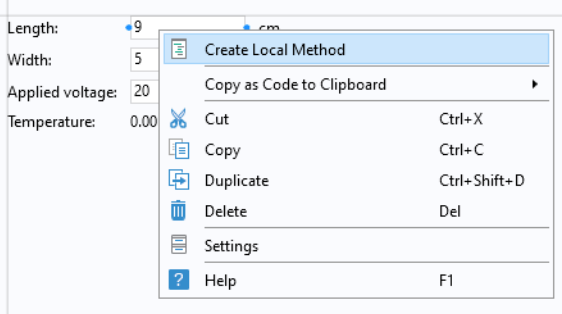 Length: 9 cm
Create Local Method
Width: 5
Copy as Code to Clipboard
Applied voltage: 20
Temperature: 0.00
Cut Ctrl+X
Copy Ctrl+C
Duplicate Ctrl+Shift+D
Delete Del
Settings
? Help F1